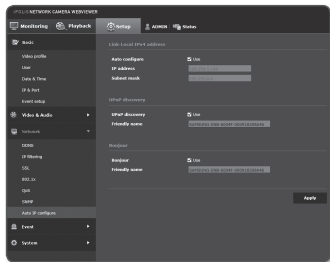 iPOLiS NETWORK CAMERA WEBVIEWER
Monitoring
Playback
Setup
ADMIN
Status
Basic
Video profile
User
Date & Time
IP & Port
Event setup
Video & Audio
Network
DDNS
IP filtering
SSL
802.1x
QoS
SNMP
Auto IP configure
Event
System
Link-Local IPv4 address
Auto configure
Use
IP address
Subnet mask
UPnP discovery
UPnP discovery
Use
Friendly name
Bonjour
Bonjour
Use
Friendly name
Apply